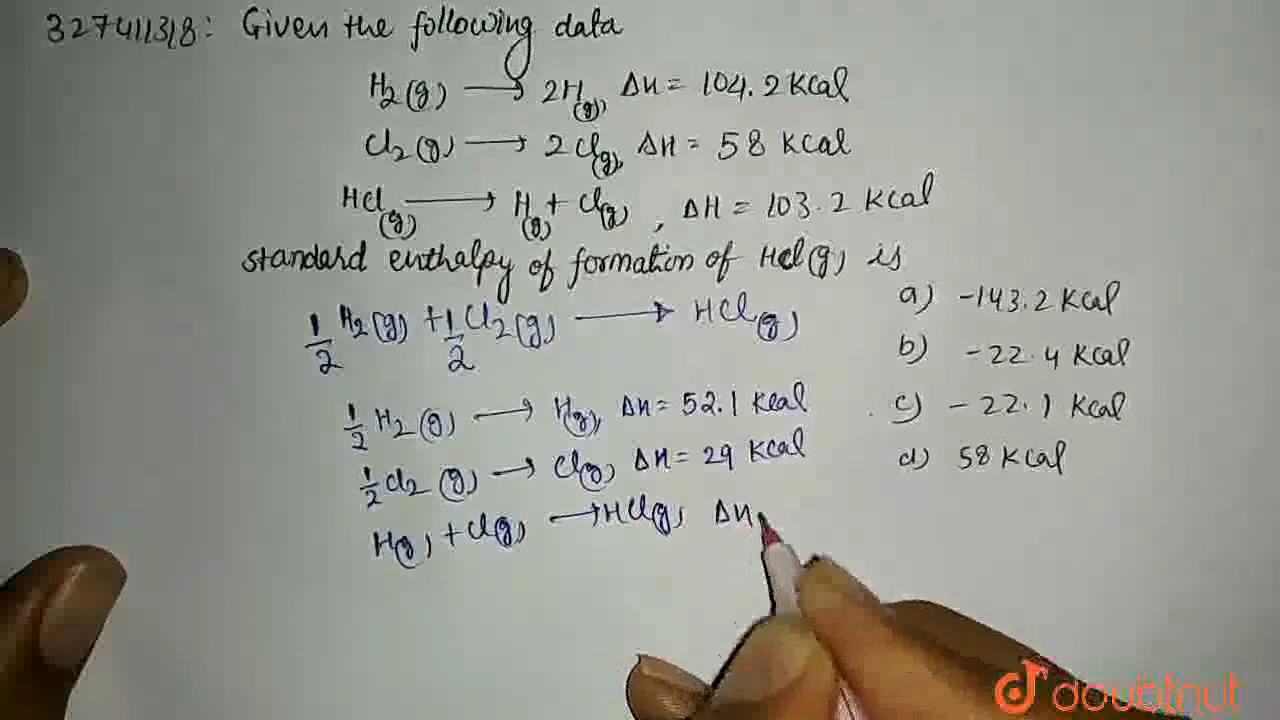 327411318: Given the following data
H2(g) → 2H(g), ΔH = 104.2 Kcal
Cl2(g) → 2Cl(g), ΔH = 58 Kcal
HCl(g) → H(g) + Cl(g), ΔH = 103.2 Kcal
standard enthalpy of formation of HCl(g) is
1/2 H2(g) + 1/2 Cl2(g) → HCl(g)
a) -143.2 Kcal
b) -22.4 Kcal
c) -22.1 Kcal
d) 58 Kcal
1/2 H2(g) → H(g), ΔH = 52.1 Kcal
1/2 Cl2(g) → Cl(g), ΔH = 29 Kcal
H(g) + Cl(g) → HCl(g), ΔH
doubtnut